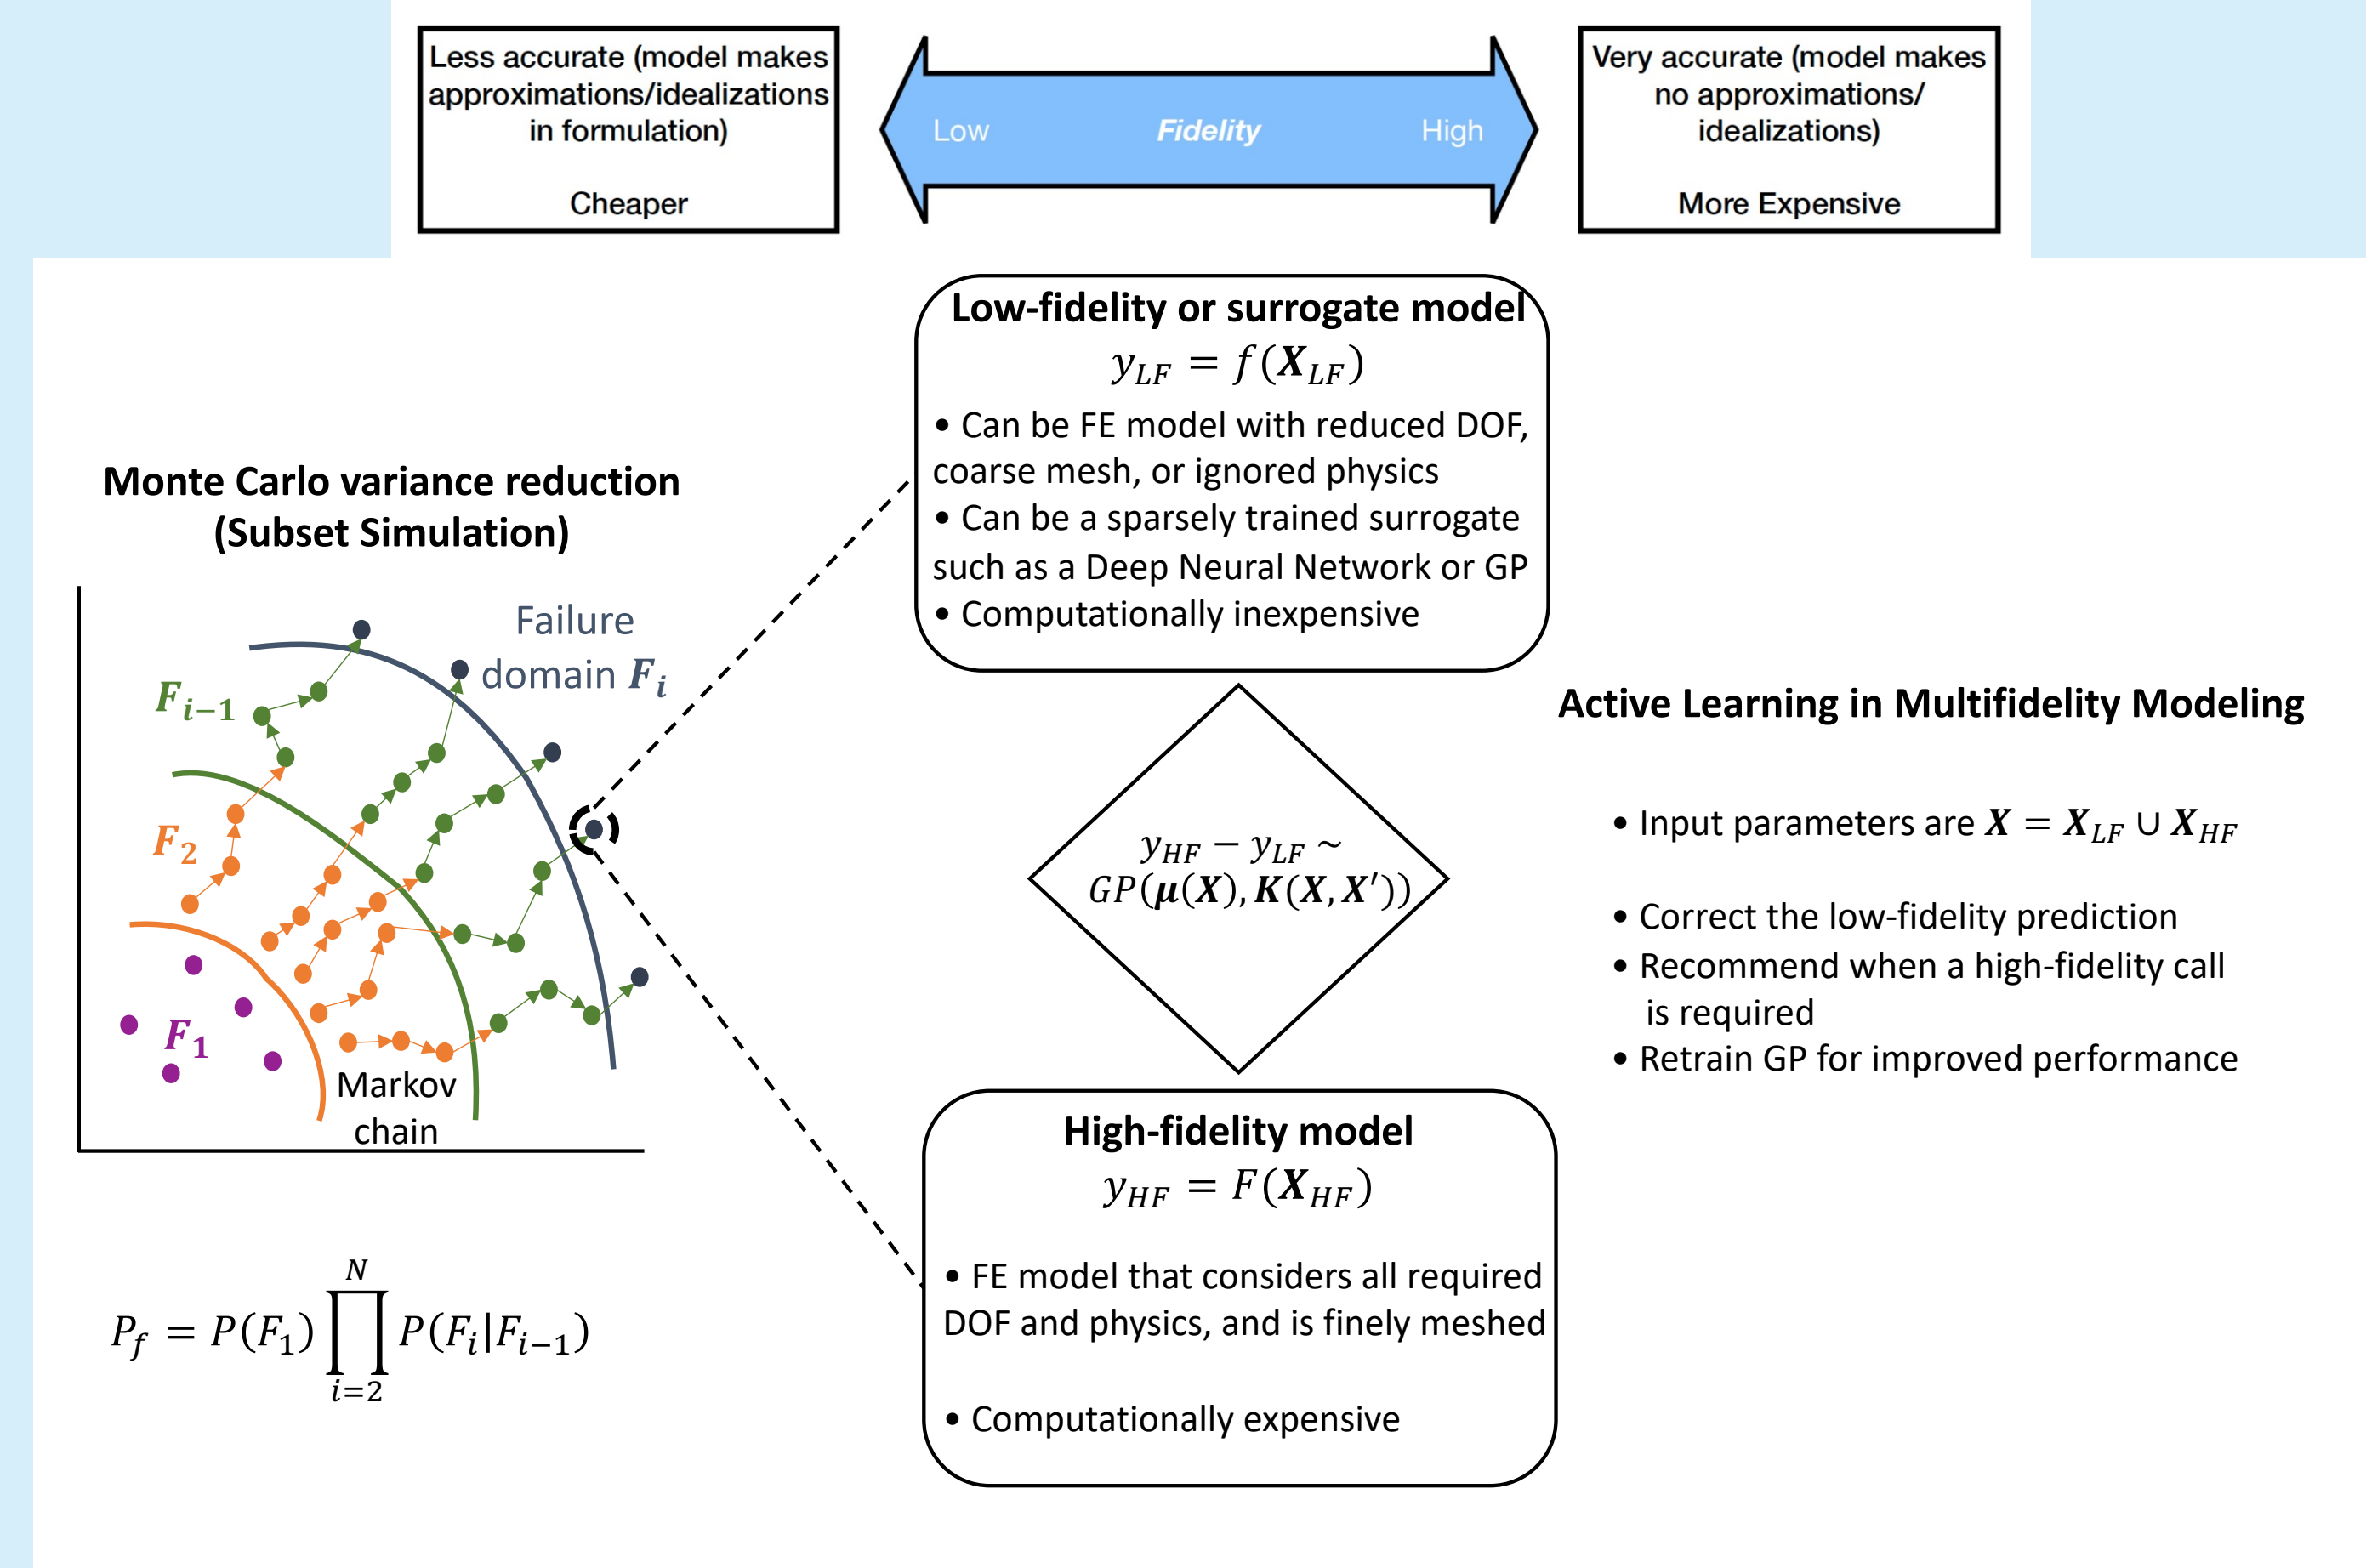 Less accurate (model makes
approximations/idealizations
in formulation)
Cheaper
Low
Fidelity
High
Very accurate (model makes
no approximations/
idealizations)
More Expensive
Low-fidelity or surrogate model
y_LF = f(X_LF)
• Can be FE model with reduced DOF,
coarse mesh, or ignored physics
• Can be a sparsely trained surrogate
such as a Deep Neural Network or GP
• Computationally inexpensive
Monte Carlo variance reduction
(Subset Simulation)
Failure
domain F_i
F_{i−1}
F_2
F_1
Markov
chain
P_f = P(F_1) ∏_{i=2}^{N} P(F_i|F_{i−1})
y_HF − y_LF ~
GP(μ(X), K(X, X′))
High-fidelity model
y_HF = F(X_HF)
• FE model that considers all required
DOF and physics, and is finely meshed
• Computationally expensive
Active Learning in Multifidelity Modeling
• Input parameters are X = X_LF ∪ X_HF
• Correct the low-fidelity prediction
• Recommend when a high-fidelity call
is required
• Retrain GP for improved performance